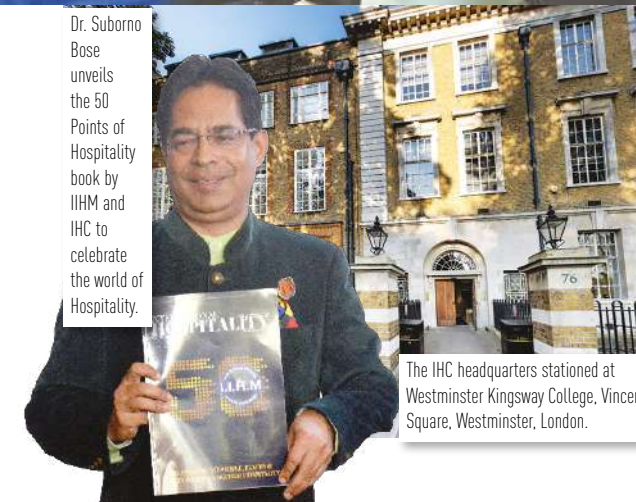 Dr. Suborno
Bose
unveils
the 50
Points of
Hospitality
book by
IIHM and
IHC to
celebrate
the world of
Hospitality.
HOSPITALITY
50
I.I.H.M
76
The IHC headquarters stationed at
Westminster Kingsway College, Vincen
Square, Westminster, London.